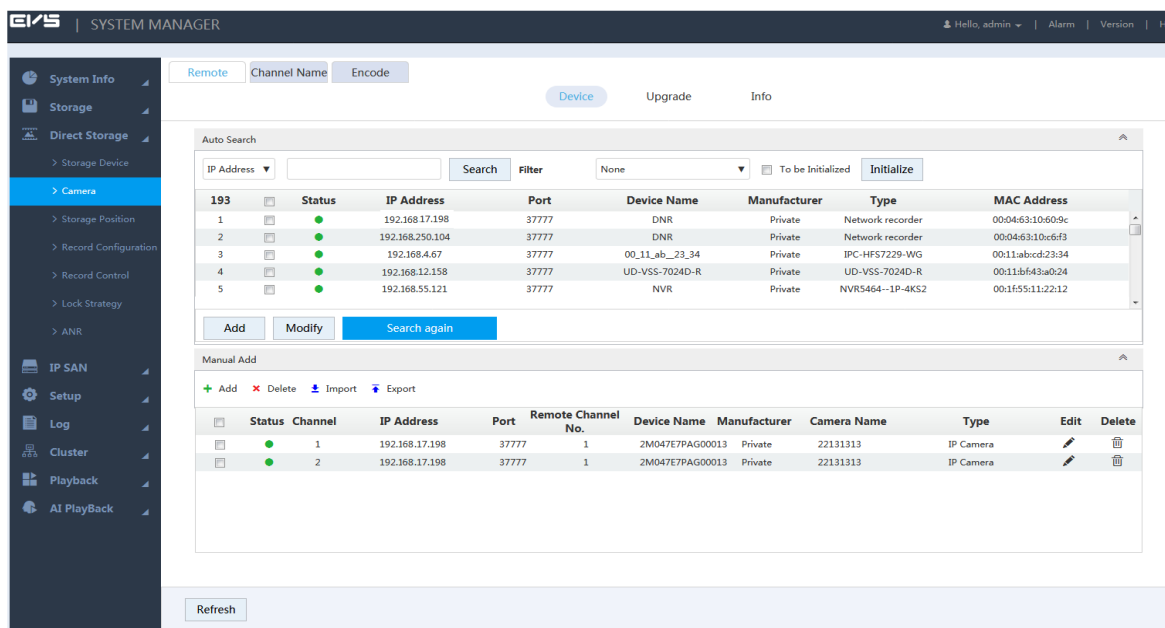 EVS | SYSTEM MANAGER Hello, admin | Alarm | Version |
System Info
Storage
Direct Storage
> Storage Device
> Camera
> Storage Position
> Record Configuration
> Record Control
> Lock Strategy
> ANR
IP SAN
Setup
Log
Cluster
Playback
AI PlayBack
Remote Channel Name Encode
Device Upgrade Info
Auto Search
IP Address Search Filter None To be Initialized Initialize
193 Status IP Address Port Device Name Manufacturer Type MAC Address
1 192.168.17.198 37777 DNR Private Network recorder 00:04:63:10:60:9c
2 192.168.250.104 37777 DNR Private Network recorder 00:04:63:10:c6:f3
3 192.168.4.67 37777 00_11_ab__23_34 Private IPC-HFS7229-WG 00:11:ab:cd:23:34
4 192.168.12.158 37777 UD-VSS-7024D-R Private UD-VSS-7024D-R 00:11:bf:43:a0:24
5 192.168.55.121 37777 NVR Private NVR5464--1P-4KS2 00:1f:55:11:22:12
Add Modify Search again
Manual Add
Add Delete Import Export
Status Channel IP Address Port Remote Channel No. Device Name Manufacturer Camera Name Type Edit Delete
1 192.168.17.198 37777 1 2M047E7PAG00013 Private 22131313 IP Camera
2 192.168.17.198 37777 1 2M047E7PAG00013 Private 22131313 IP Camera
Refresh